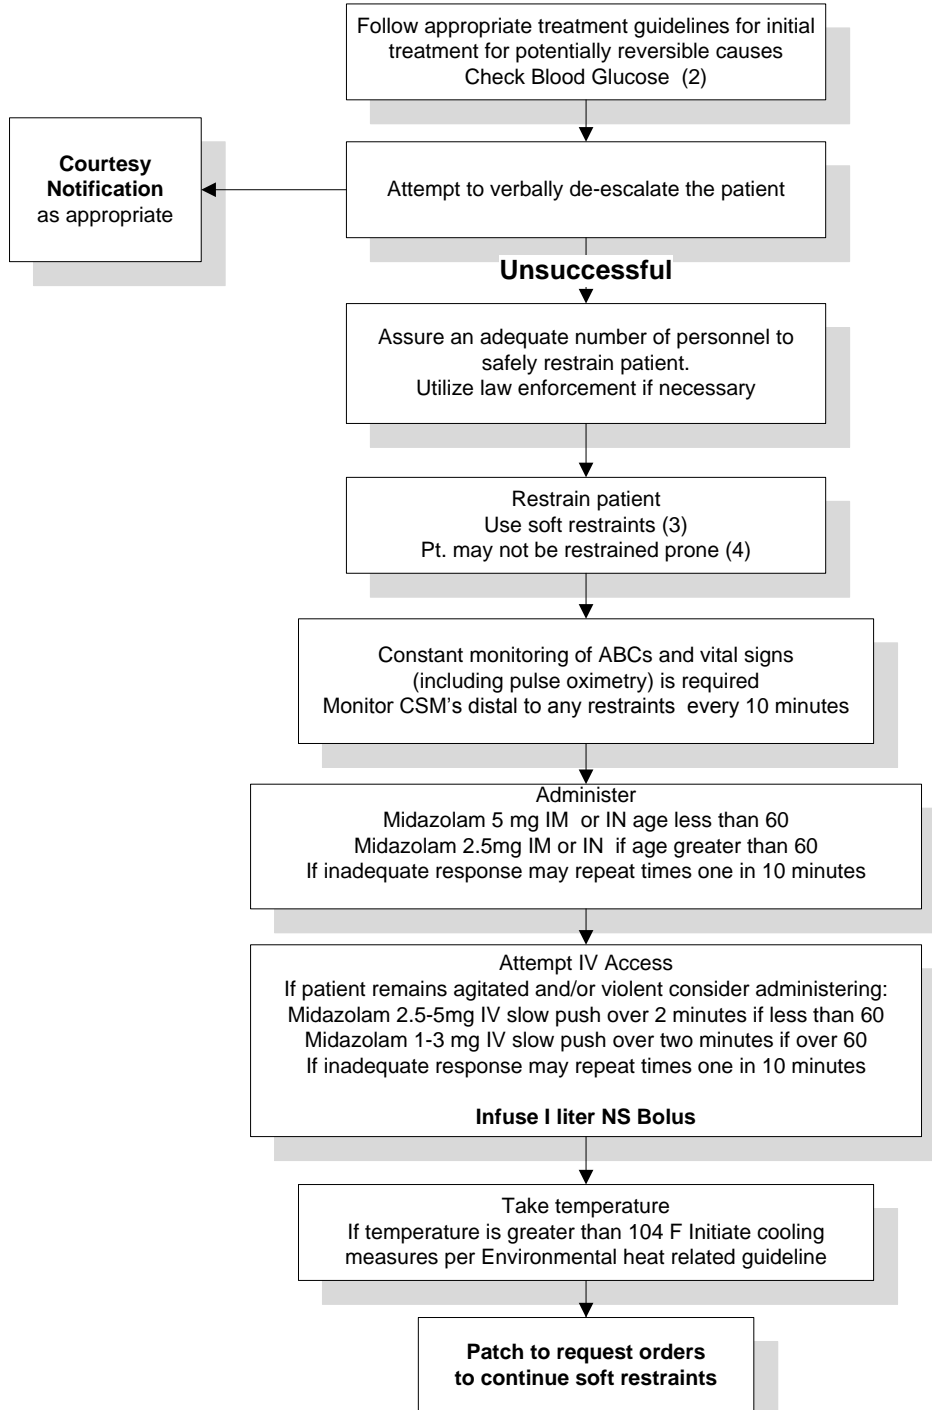 Follow appropriate treatment guidelines for initial
treatment for potentially reversible causes
Check Blood Glucose (2)
Courtesy
Notification
as appropriate
Attempt to verbally de-escalate the patient
Unsuccessful
Assure an adequate number of personnel to
safely restrain patient.
Utilize law enforcement if necessary
Restrain patient
Use soft restraints (3)
Pt. may not be restrained prone (4)
Constant monitoring of ABCs and vital signs
(including pulse oximetry) is required
Monitor CSM's distal to any restraints every 10 minutes
Administer
Midazolam 5 mg IM or IN age less than 60
Midazolam 2.5mg IM or IN if age greater than 60
If inadequate response may repeat times one in 10 minutes
Attempt IV Access
If patient remains agitated and/or violent consider administering:
Midazolam 2.5-5mg IV slow push over 2 minutes if less than 60
Midazolam 1-3 mg IV slow push over two minutes if over 60
If inadequate response may repeat times one in 10 minutes
Infuse I liter NS Bolus
Take temperature
If temperature is greater than 104 F Initiate cooling
measures per Environmental heat related guideline
Patch to request orders
to continue soft restraints